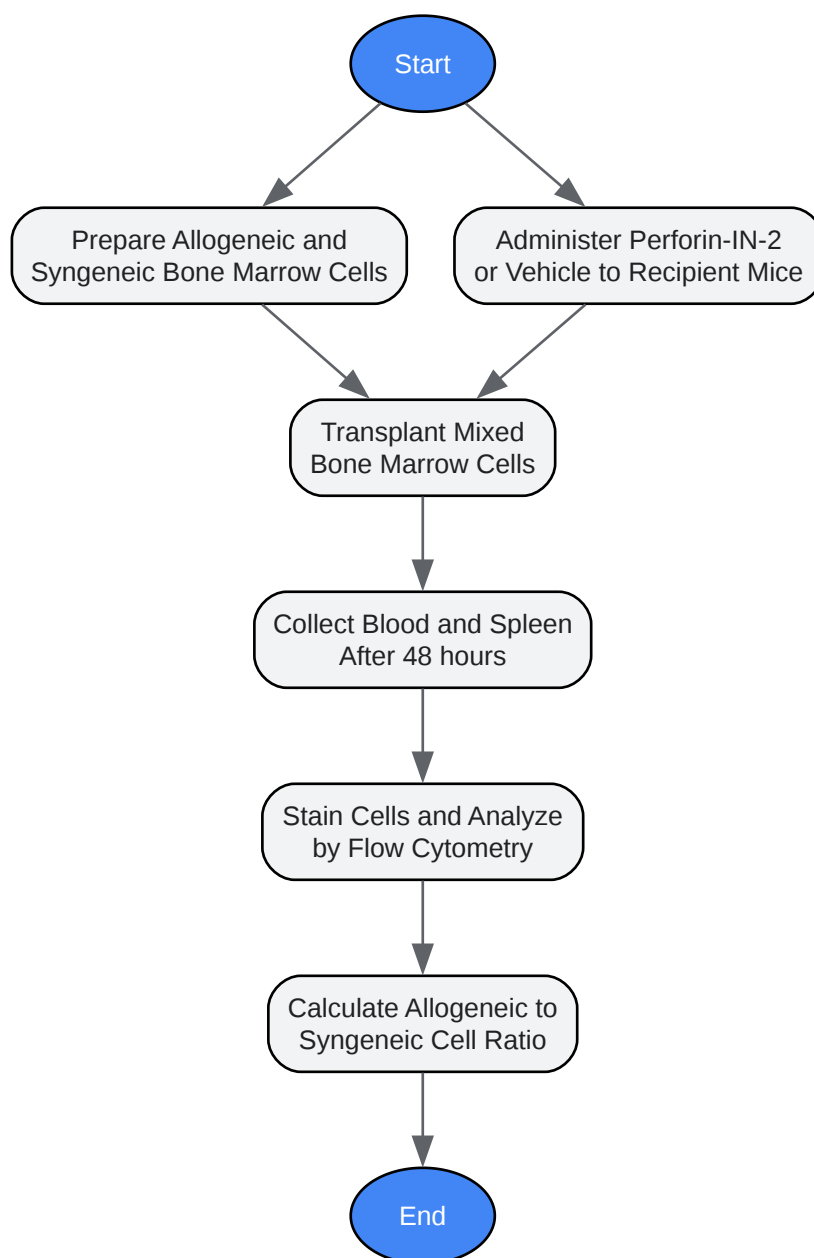 Start
Prepare Allogeneic and
Syngeneic Bone Marrow Cells
Administer Perforin-IN-2
or Vehicle to Recipient Mice
Transplant Mixed
Bone Marrow Cells
Collect Blood and Spleen
After 48 hours
Stain Cells and Analyze
by Flow Cytometry
Calculate Allogeneic to
Syngeneic Cell Ratio
End